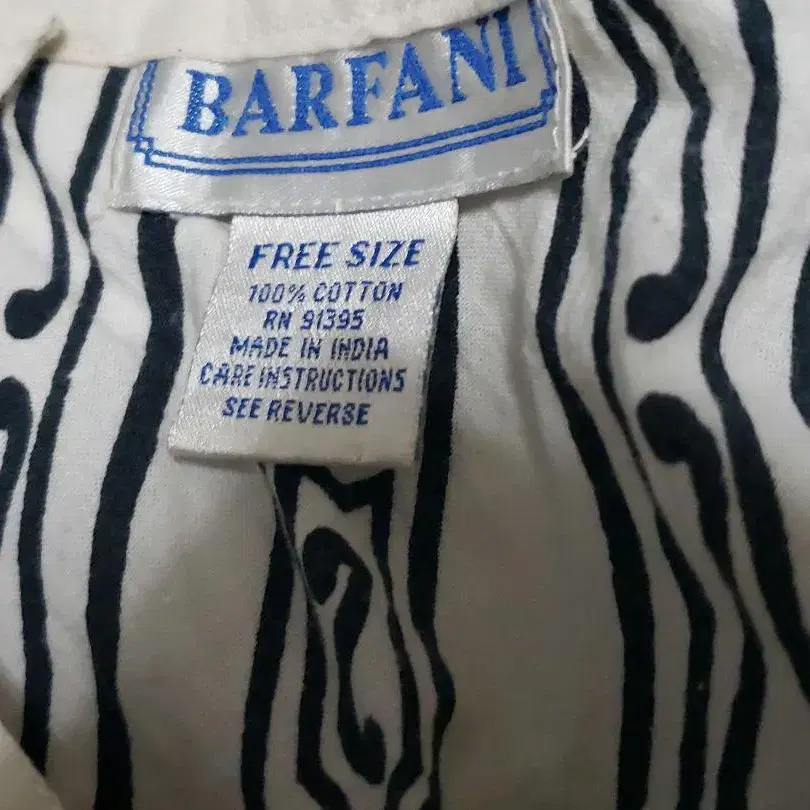 BARFANI
FREE SIZE
100% COTTON
RN 91395
MADE IN INDIA
CARE INSTRUCTIONS
SEE REVERSE